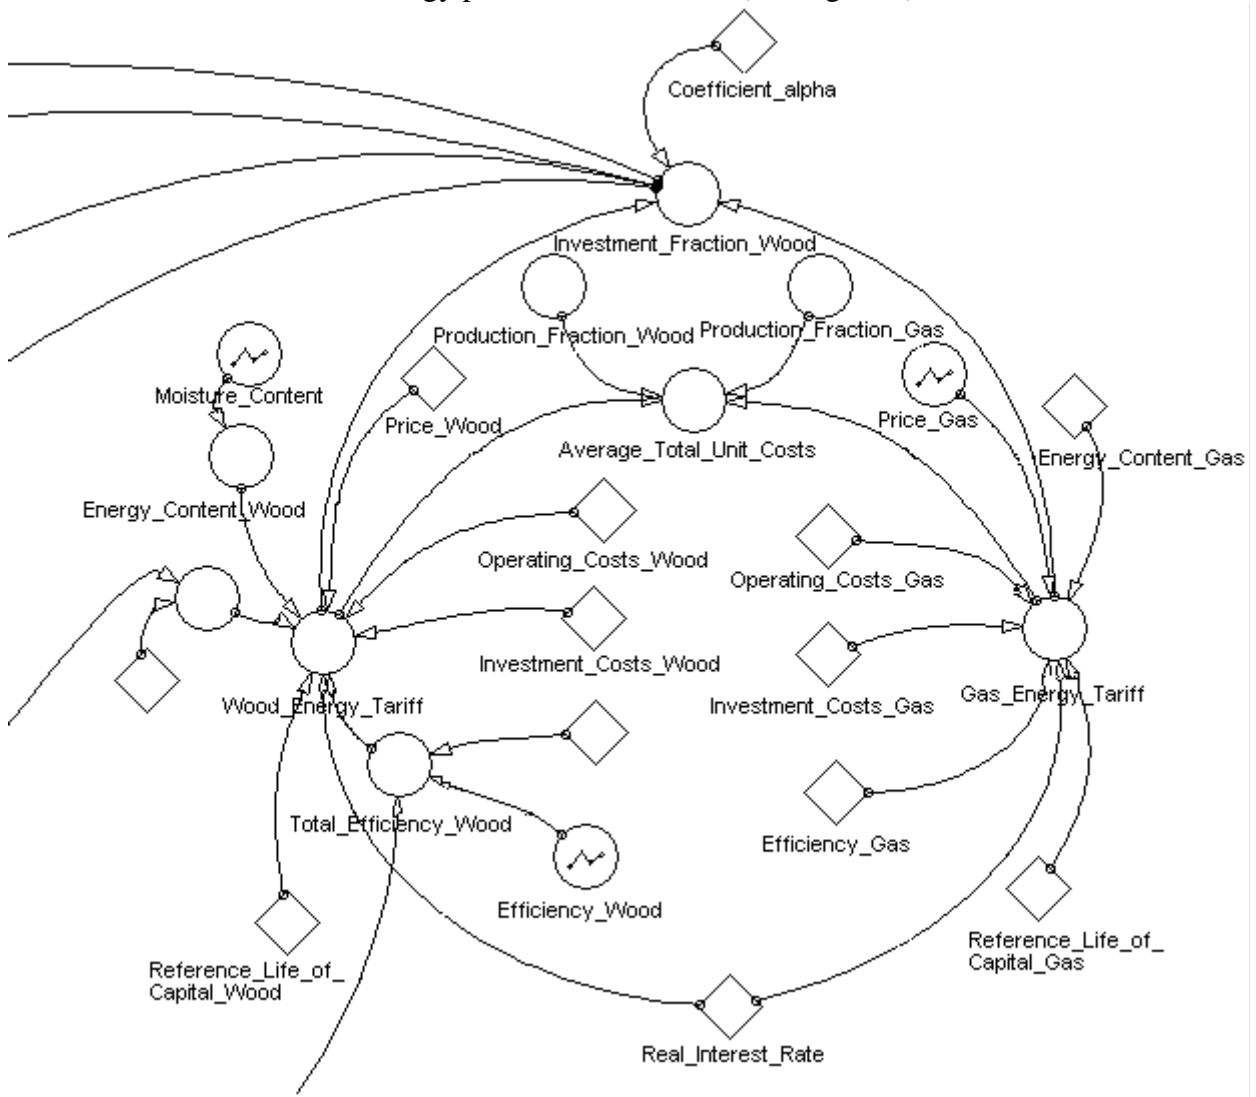 Coefficient_alpha
Investment_Fraction_Wood
Production_Fraction_Wood
Production_Fraction_Gas
Moisture_Content
Price_Wood
Price_Gas
Average_Total_Unit_Costs
Energy_Content_Gas
Energy_Content_Wood
Operating_Costs_Wood
Operating_Costs_Gas
Investment_Costs_Wood
Wood_Energy_Tariff
Investment_Costs_Gas
Gas_Energy_Tariff
Total_Efficiency_Wood
Efficiency_Gas
Efficiency_Wood
Reference_Life_of_
Capital_Wood
Reference_Life_of_
Capital_Gas
Real_Interest_Rate